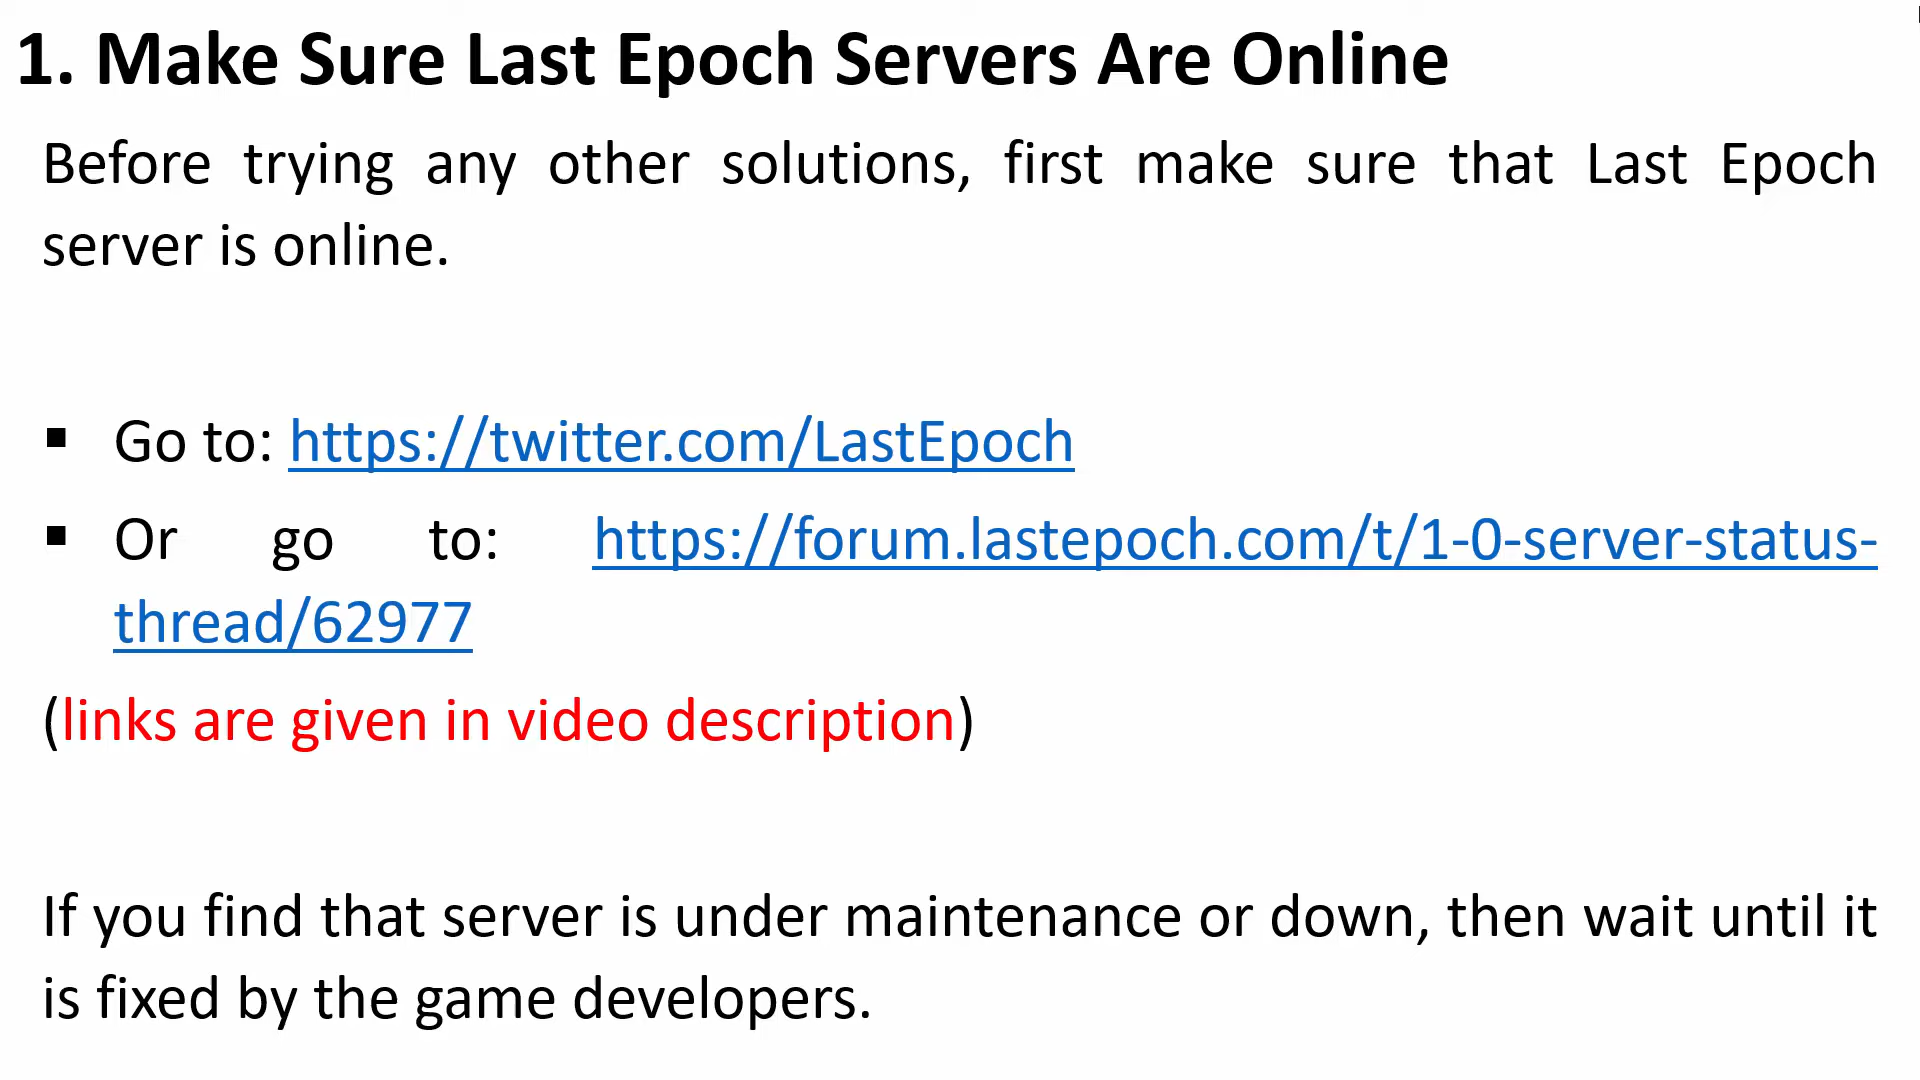 1. Make Sure Last Epoch Servers Are Online
Before trying any other solutions, first make sure that Last Epoch
server is online.
▪ Go to: https://twitter.com/LastEpoch
▪ Or go to: https://forum.lastepoch.com/t/1-0-server-status-
thread/62977
(links are given in video description)
If you find that server is under maintenance or down, then wait until it
is fixed by the game developers.